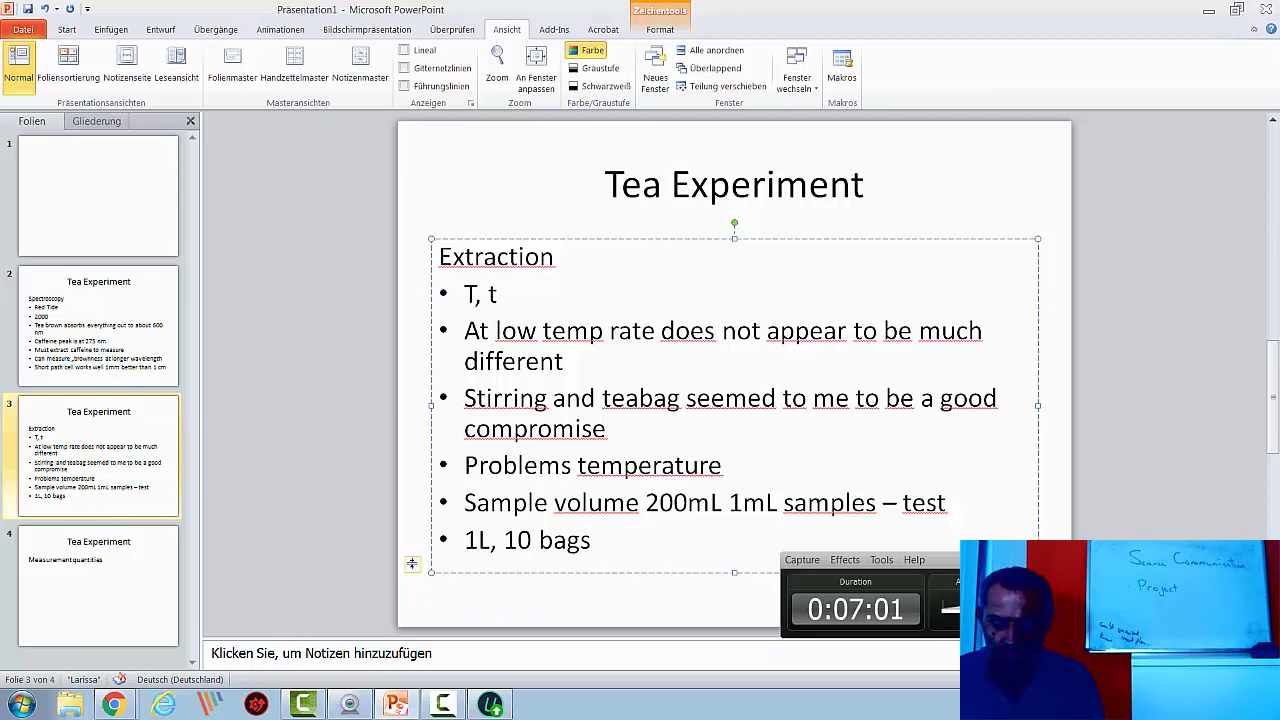 Präsentation1 - Microsoft PowerPoint
Zeichentools
Datei Start Einfügen Entwurf Übergänge Animationen Bildschirmpräsentation Überprüfen Ansicht Add-Ins Acrobat Format
Normal Foliensortierung Notizenseite Leseansicht
Präsentationsansichten
Folienmaster Handzettelmaster Notizenmaster
Masteransichten
Lineal
Gitternetzlinien
Führungslinien
Anzeigen
Zoom An Fenster anpassen
Zoom
Farbe
Graustufe
Schwarzweiß
Farbe/Graustufe
Neues Fenster
Alle anordnen
Überlappend
Teilung verschieben
Fenster wechseln
Fenster
Makros
Makros
Folien Gliederung
1
2
Tea Experiment
Spectroscopy
• Red Tide
• 2000
• Tea brown absorbs everything out to about 600
nm
• Caffeine peak is at 275 nm
• Must extract caffeine to measure
• Can measure „brownness at longer wavelength
• Short path cell works well 1mm better than 1 cm
3
Tea Experiment
Extraction
• T, t
• At low temp rate does not appear to be much
different
• Stirring and teabag seemed to me to be a good
compromise
• Problems temperature
• Sample volume 200mL 1mL samples – test
• 1L, 10 bags
4
Tea Experiment
Measurement quantities
Tea Experiment
Extraction
• T, t
• At low temp rate does not appear to be much
different
• Stirring and teabag seemed to me to be a good
compromise
• Problems temperature
• Sample volume 200mL 1mL samples – test
• 1L, 10 bags
Capture Effects Tools Help
Duration
0:07:01
Science Communication
Project
Klicken Sie, um Notizen hinzuzufügen
Folie 3 von 4 "Larissa" Deutsch (Deutschland)